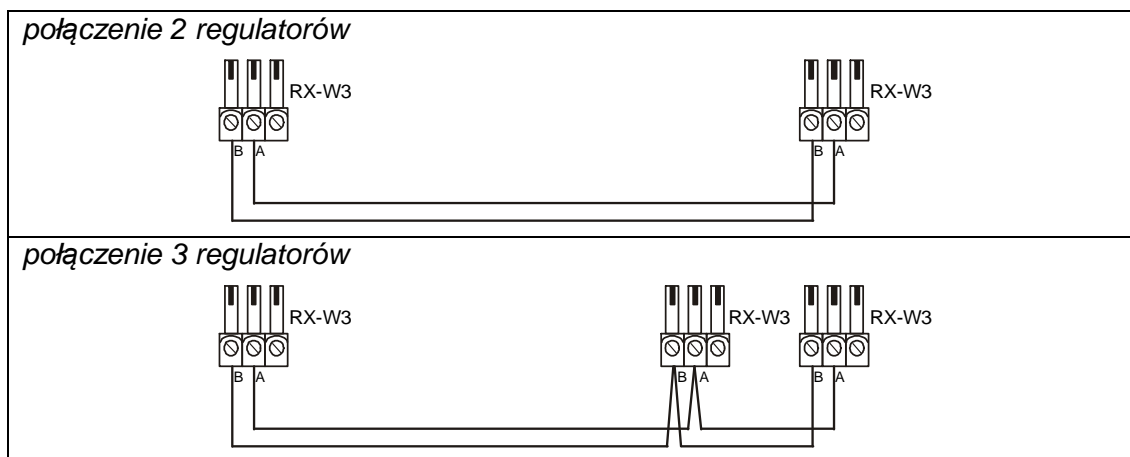 połączenie 2 regulatorów
RX-W3 RX-W3
B A B A
połączenie 3 regulatorów
RX-W3 RX-W3 RX-W3
B A B A B A